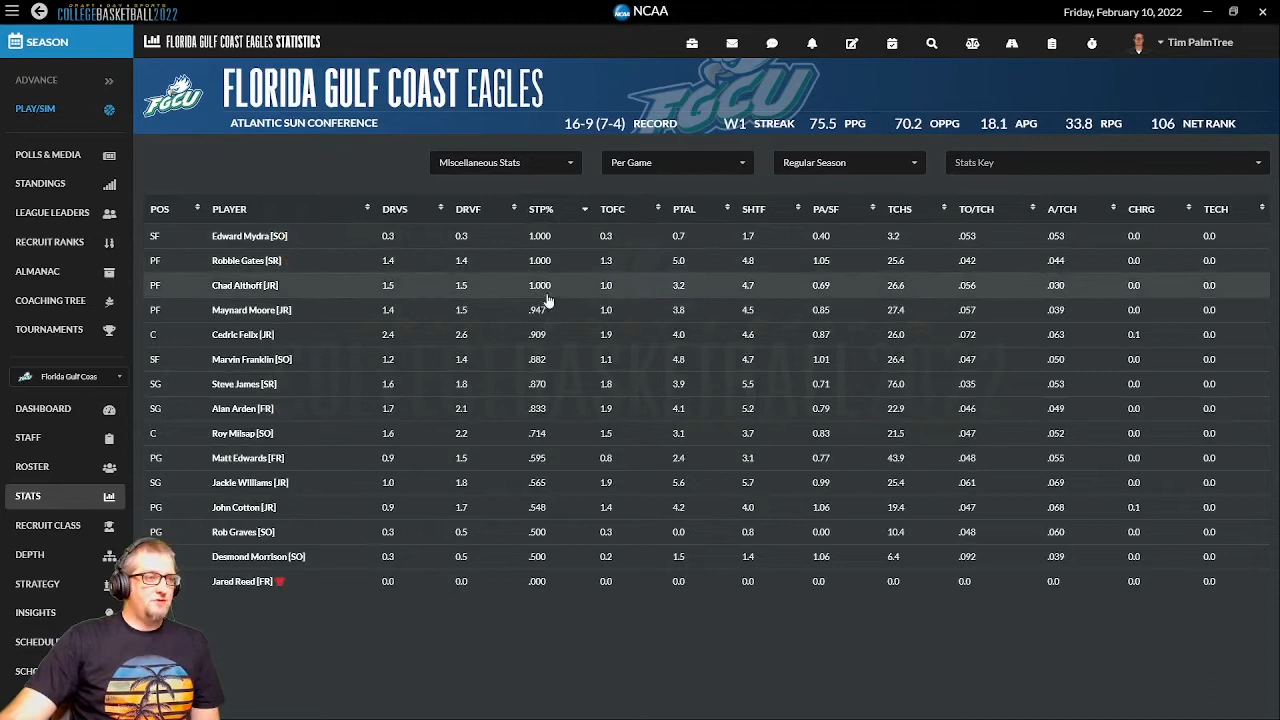 DRAFT DAY SPORTS
COLLEGE BASKETBALL 2022
NCAA
Friday, February 10, 2022
SEASON
FLORIDA GULF COAST EAGLES STATISTICS
Tim PalmTree
ADVANCE
PLAY/SIM
POLLS & MEDIA
STANDINGS
LEAGUE LEADERS
RECRUIT RANKS
ALMANAC
COACHING TREE
TOURNAMENTS
Florida Gulf Coas
DASHBOARD
STAFF
ROSTER
STATS
RECRUIT CLASS
DEPTH
STRATEGY
INSIGHTS
SCHEDUL
SCH
FGCU
FLORIDA GULF COAST EAGLES
ATLANTIC SUN CONFERENCE
16-9 (7-4) RECORD W1 STREAK 75.5 PPG 70.2 OPPG 18.1 APG 33.8 RPG 106 NET RANK
Miscellaneous Stats Per Game Regular Season Stats Key
POS PLAYER DRVS DRVF STP% TOFC PTAL SHTF PA/SF TCHS TO/TCH A/TCH CHRG TECH
SF Edward Mydra [SO] 0.3 0.3 1.000 0.3 0.7 1.7 0.40 3.2 .053 .053 0.0 0.0
PF Robbie Gates [SR] 1.4 1.4 1.000 1.3 5.0 4.8 1.05 25.6 .042 .044 0.0 0.0
PF Chad Althoff [JR] 1.5 1.5 1.000 1.0 3.2 4.7 0.69 26.6 .056 .030 0.0 0.0
PF Maynard Moore [JR] 1.4 1.5 .947 1.0 3.8 4.5 0.85 27.4 .057 .039 0.0 0.0
C Cedric Felix [JR] 2.4 2.6 .909 1.9 4.0 4.6 0.87 26.0 .072 .063 0.1 0.0
SF Marvin Franklin [SO] 1.2 1.4 .882 1.1 4.8 4.7 1.01 26.4 .047 .050 0.0 0.0
SG Steve James [SR] 1.6 1.8 .870 1.8 3.9 5.5 0.71 76.0 .035 .053 0.0 0.0
SG Alan Arden [FR] 1.7 2.1 .833 1.9 4.1 5.2 0.79 22.9 .046 .049 0.0 0.0
C Roy Milsap [SO] 1.6 2.2 .714 1.5 3.1 3.7 0.83 21.5 .047 .052 0.0 0.0
PG Matt Edwards [FR] 0.9 1.5 .595 0.8 2.4 3.1 0.77 43.9 .048 .055 0.0 0.0
SG Jackie Williams [JR] 1.0 1.8 .565 1.9 5.6 5.7 0.99 25.4 .061 .069 0.0 0.0
PG John Cotton [JR] 0.9 1.7 .548 1.4 4.2 4.0 1.06 19.4 .047 .068 0.1 0.0
PG Rob Graves [SO] 0.3 0.5 .500 0.3 0.0 0.8 0.00 10.4 .048 .060 0.0 0.0
PG Desmond Morrison [SO] 0.3 0.5 .500 0.2 1.5 1.4 1.06 6.4 .092 .039 0.0 0.0
Jared Reed [FR] 0.0 0.0 .000 0.0 0.0 0.0 0.0 0.0 0.0 0.0 0.0 0.0